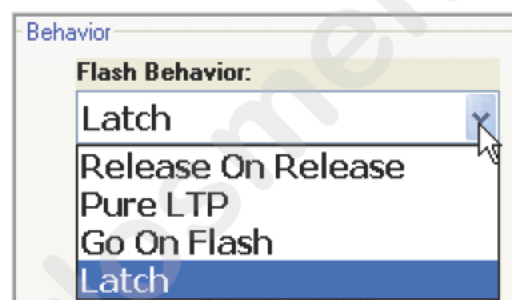 Behavior
Flash Behavior:
Latch
Release On Release
Pure LTP
Go On Flash
Latch